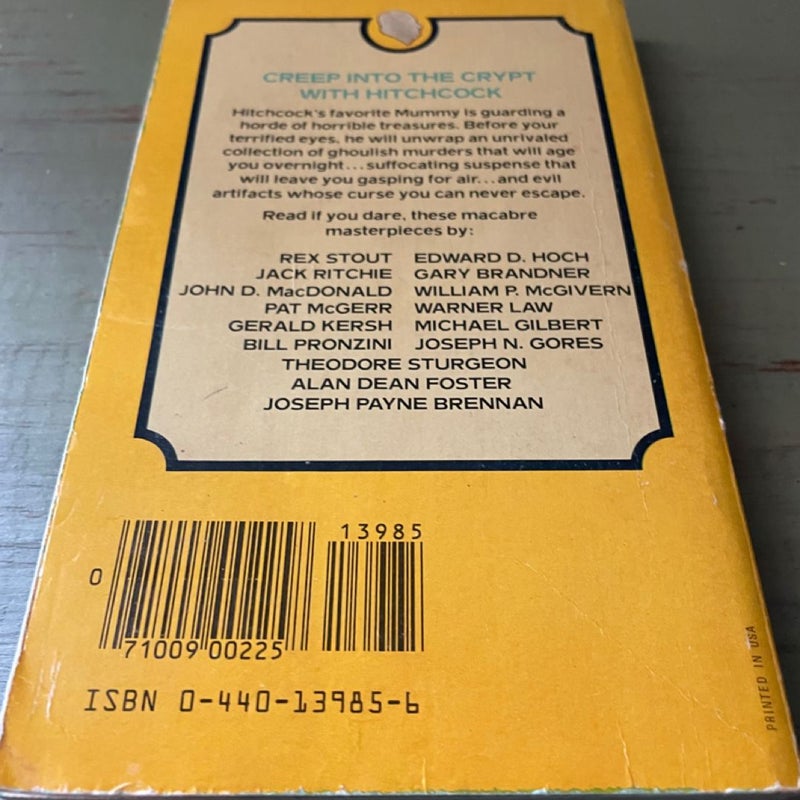 CREEP INTO THE CRYPT
WITH HITCHCOCK
Hitchcock's favorite Mummy is guarding a
horde of horrible treasures. Before your
terrified eyes, he will unwrap an unrivaled
collection of ghoulish murders that will age
you overnight...suffocating suspense that
will leave you gasping for air...and evil
artifacts whose curse you can never escape.
Read if you dare, these macabre
masterpieces by:
REX STOUT EDWARD D. HOCH
JACK RITCHIE GARY BRANDNER
JOHN D. MacDONALD WILLIAM P. McGIVERN
PAT McGERR WARNER LAW
GERALD KERSH MICHAEL GILBERT
BILL PRONZINI JOSEPH N. GORES
THEODORE STURGEON
ALAN DEAN FOSTER
JOSEPH PAYNE BRENNAN
13985
0
71009 00225
ISBN 0-440-13985-6
PRINTED IN USA